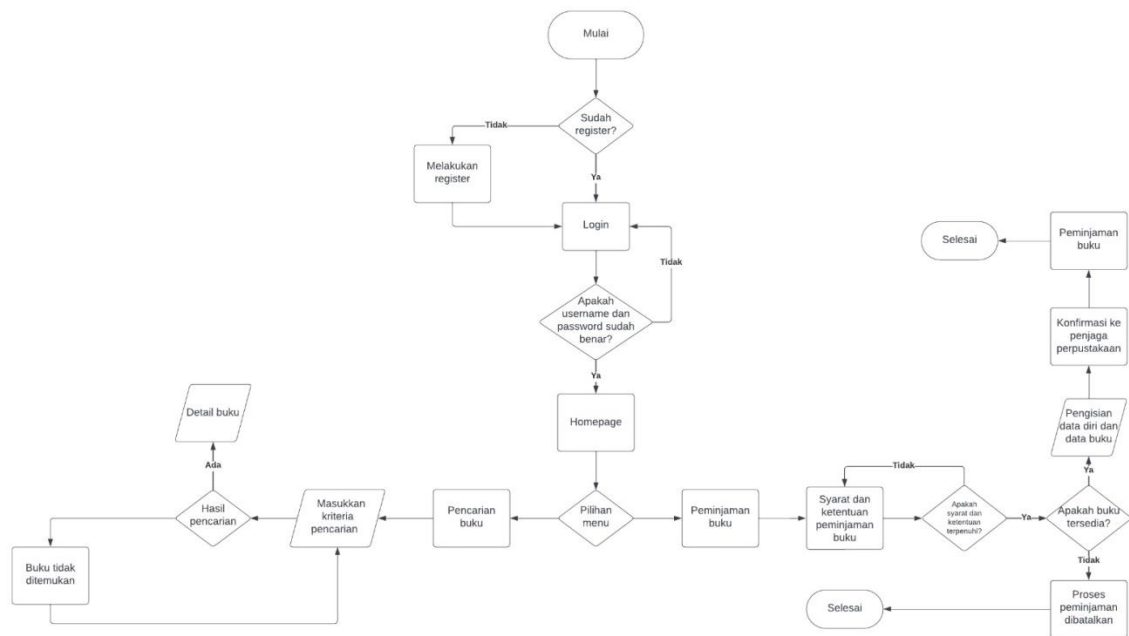 Mulai
Sudah
register?
Tidak
Melakukan
register
Ya
Login
Tidak
Apakah
username dan
password sudah
benar?
Ya
Homepage
Pilihan
menu
Pencarian
buku
Masukkan
kriteria
pencarian
Hasil
pencarian
Ada
Detail buku
Buku tidak
ditemukan
Peminjaman
buku
Syarat dan
ketentuan
peminjaman
buku
Tidak
Apakah
syarat dan
ketentuan
terpenuhi?
Ya
Apakah buku
tersedia?
Ya
Pengisian
data diri dan
data buku
Konfirmasi ke
penjaga
perpustakaan
Peminjaman
buku
Selesai
Tidak
Proses
peminjaman
dibatalkan
Selesai